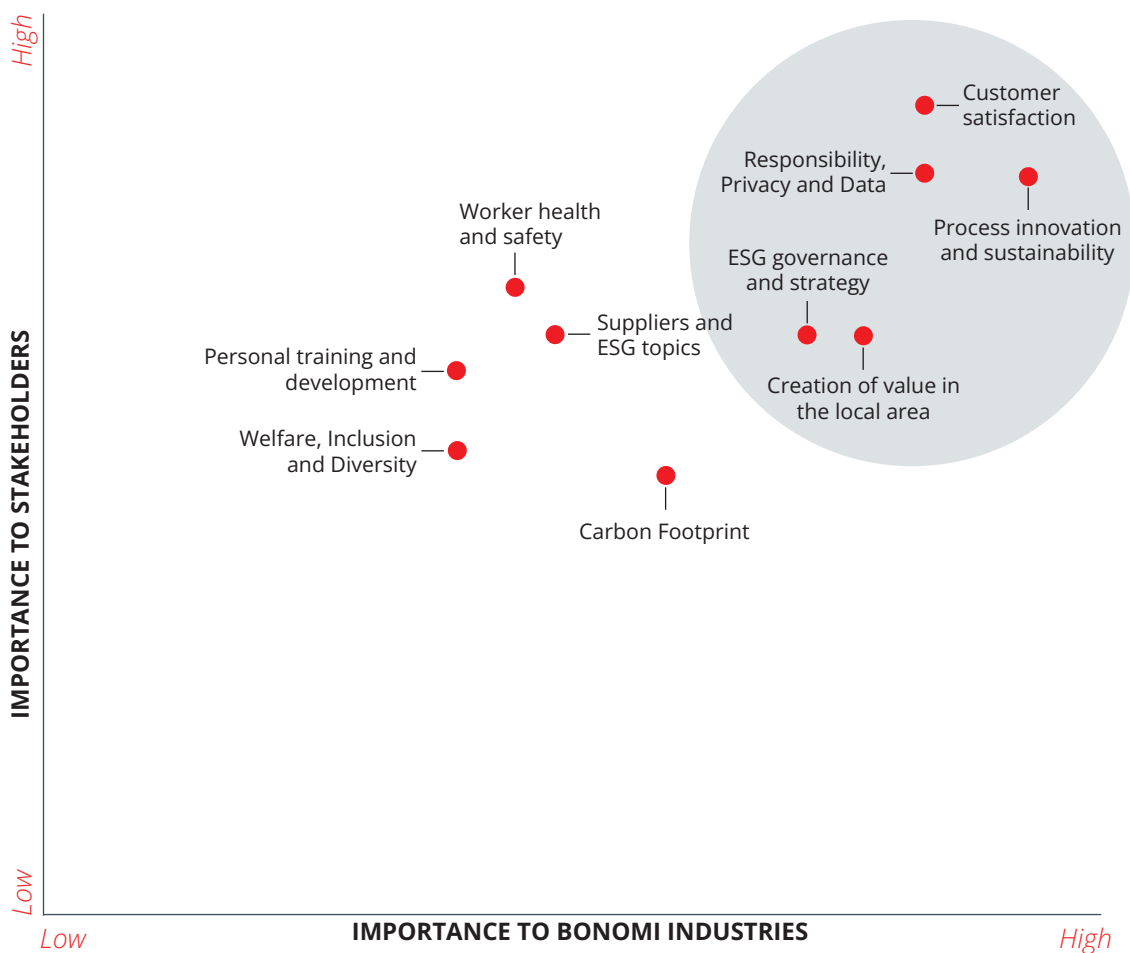 High
Customer
satisfaction
Responsibility,
Privacy and Data
Process innovation
and sustainability
Worker health
and safety
ESG governance
and strategy
Suppliers and
ESG topics
Personal training and
development
Creation of value in
the local area
Welfare, Inclusion
and Diversity
Carbon Footprint
IMPORTANCE TO STAKEHOLDERS
Low
Low
IMPORTANCE TO BONOMI INDUSTRIES
High